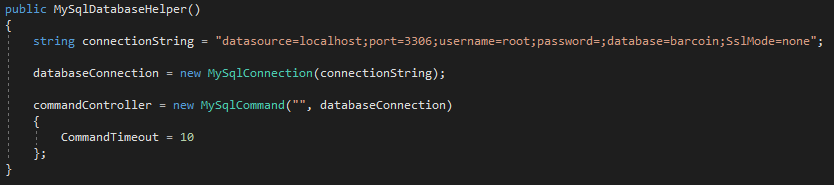 public MySqlDatabaseHelper()
{
string connectionString = "datasource=localhost;port=3306;username=root;password=;database=barcoin;SslMode=none";
databaseConnection = new MySqlConnection(connectionString);
commandController = new MySqlCommand("", databaseConnection)
{
CommandTimeout = 10
};
}